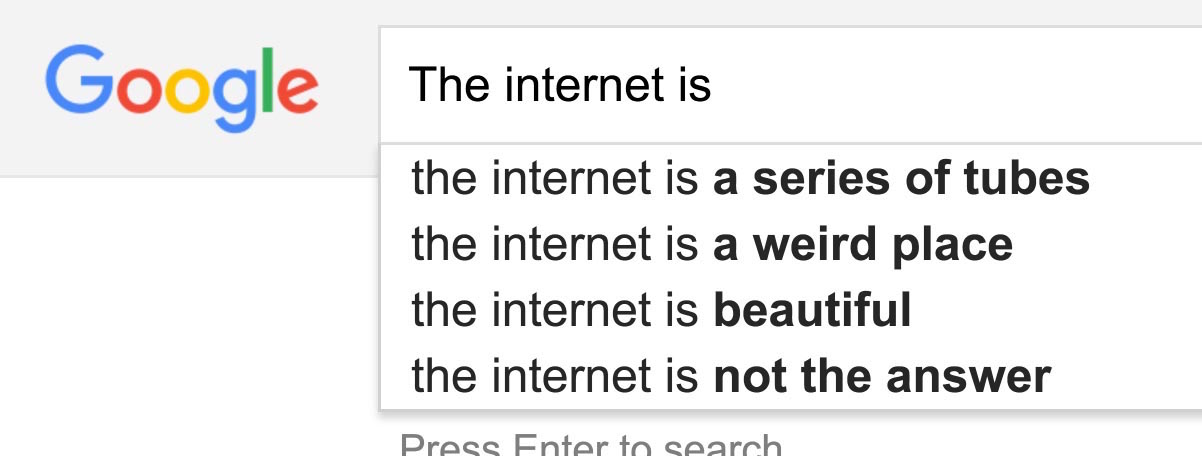 Google
The internet is
the internet is a series of tubes
the internet is a weird place
the internet is beautiful
the internet is not the answer
Press Enter to search